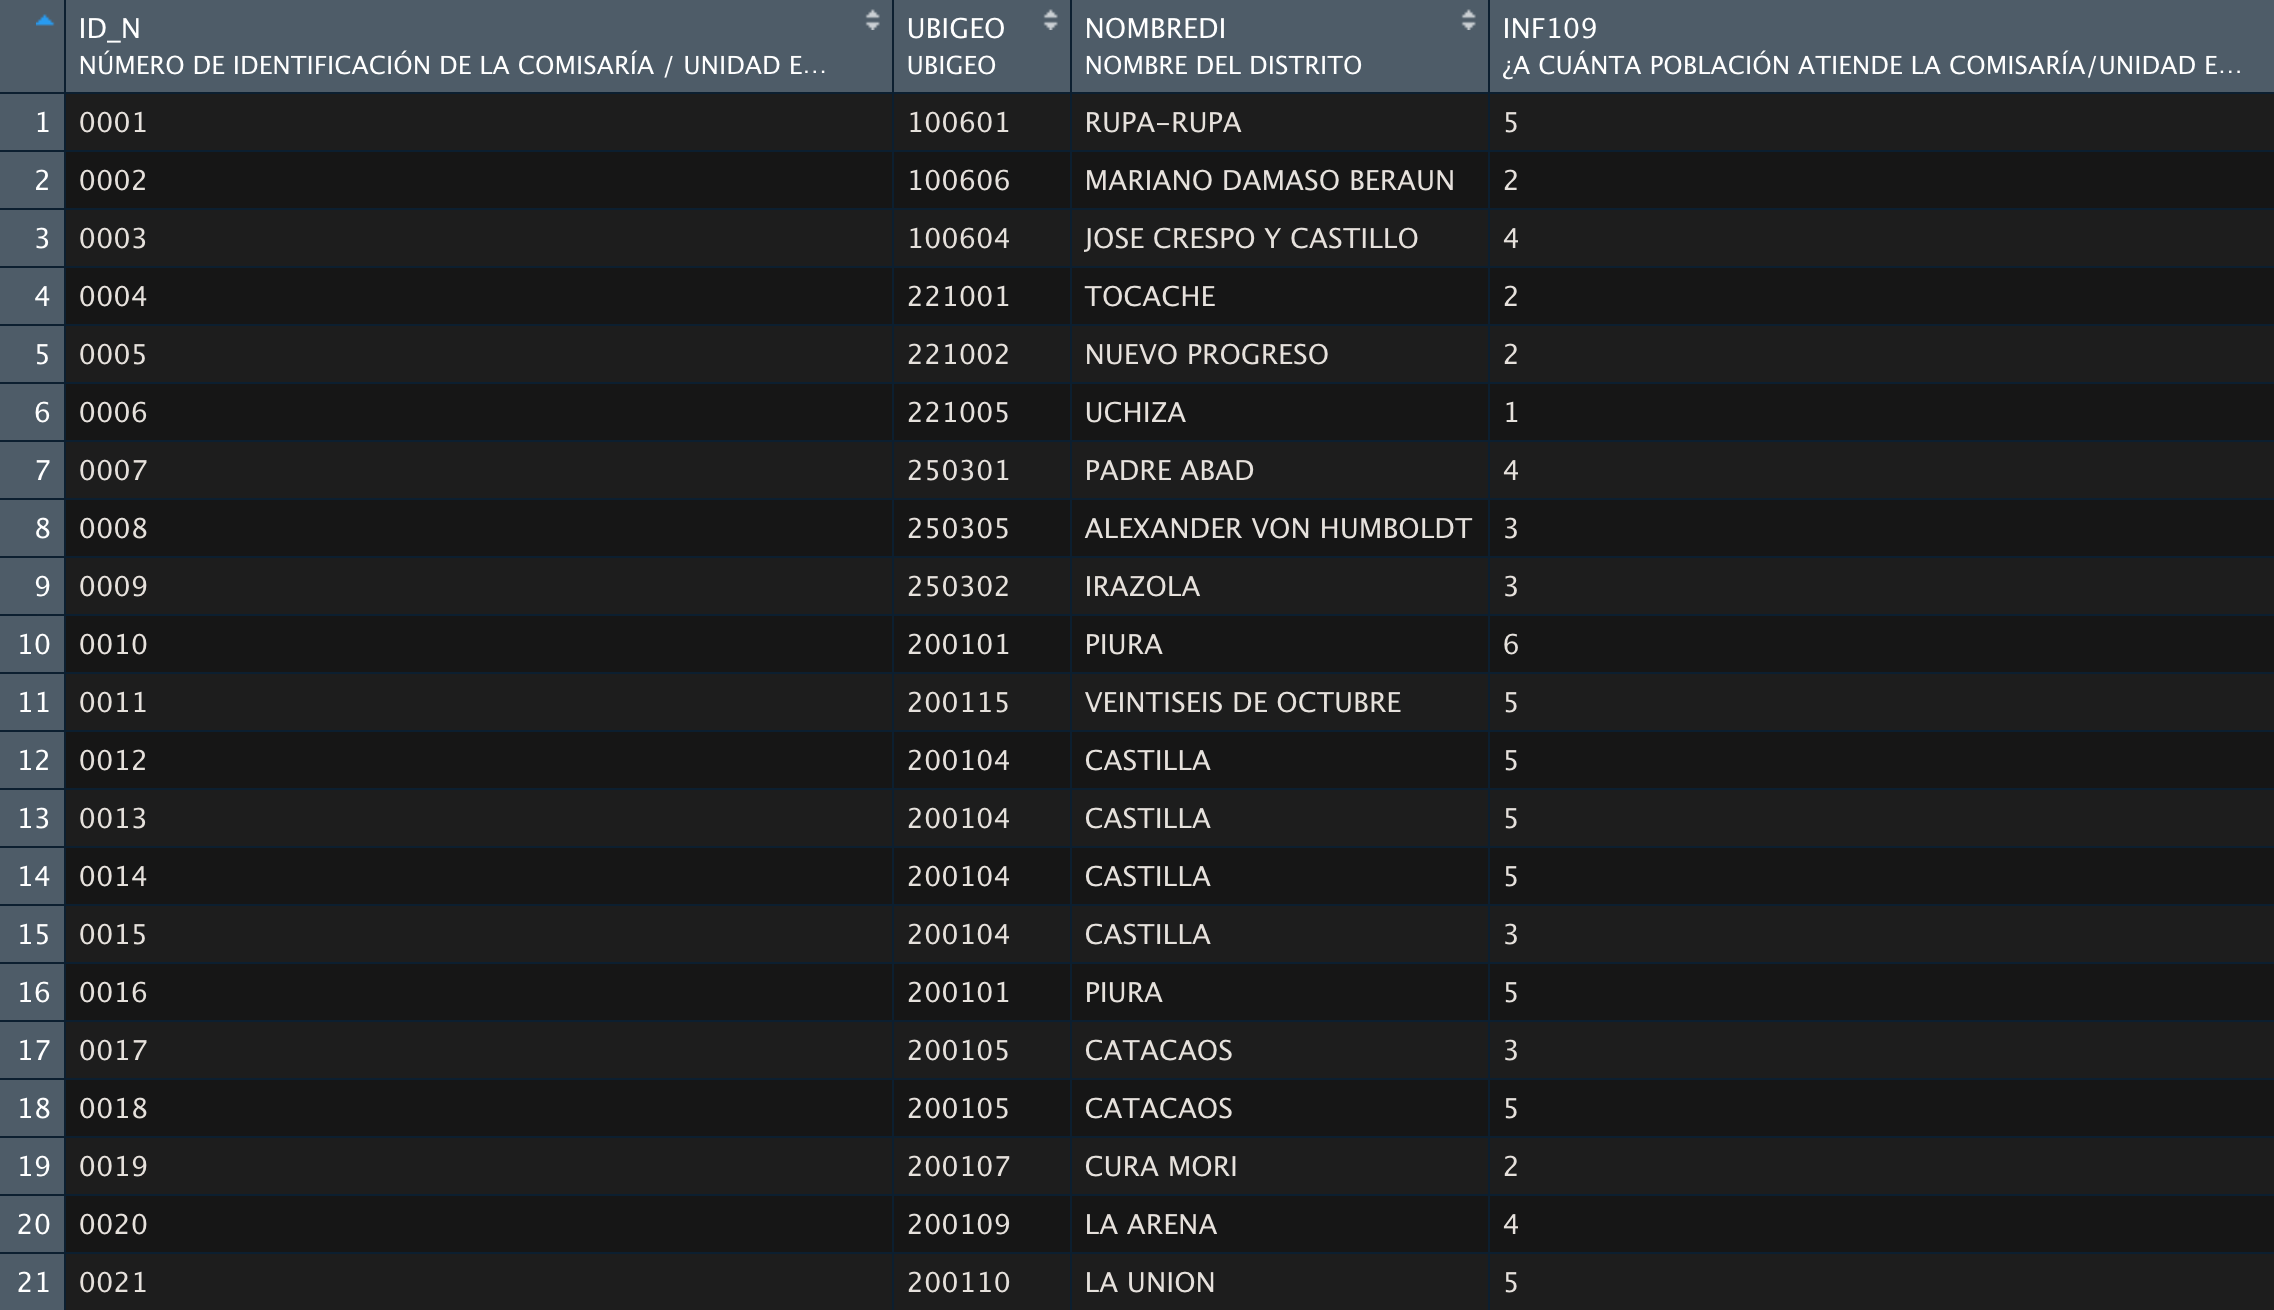 ID_N UBIGEO NOMBREDI INF109
NÚMERO DE IDENTIFICACIÓN DE LA COMISARÍA / UNIDAD E... UBIGEO NOMBRE DEL DISTRITO ¿A CUÁNTA POBLACIÓN ATIENDE LA COMISARÍA/UNIDAD E...
1 0001 100601 RUPA-RUPA 5
2 0002 100606 MARIANO DAMASO BERAUN 2
3 0003 100604 JOSE CRESPO Y CASTILLO 4
4 0004 221001 TOCACHE 2
5 0005 221002 NUEVO PROGRESO 2
6 0006 221005 UCHIZA 1
7 0007 250301 PADRE ABAD 4
8 0008 250305 ALEXANDER VON HUMBOLDT 3
9 0009 250302 IRAZOLA 3
10 0010 200101 PIURA 6
11 0011 200115 VEINTISEIS DE OCTUBRE 5
12 0012 200104 CASTILLA 5
13 0013 200104 CASTILLA 5
14 0014 200104 CASTILLA 5
15 0015 200104 CASTILLA 3
16 0016 200101 PIURA 5
17 0017 200105 CATACAOS 3
18 0018 200105 CATACAOS 5
19 0019 200107 CURA MORI 2
20 0020 200109 LA ARENA 4
21 0021 200110 LA UNION 5